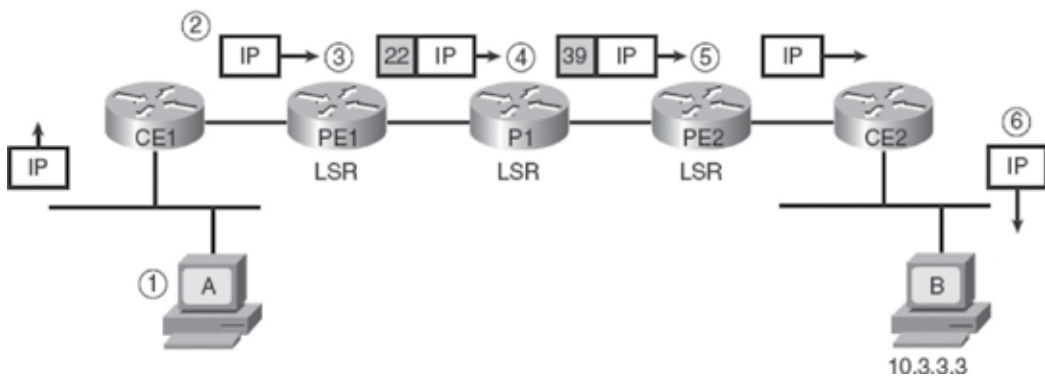 ②
IP
③
22 IP
④
39 IP
⑤
IP
CE1
PE1
P1
PE2
CE2
⑥
IP
LSR
LSR
LSR
IP
①
A
B
10.3.3.3